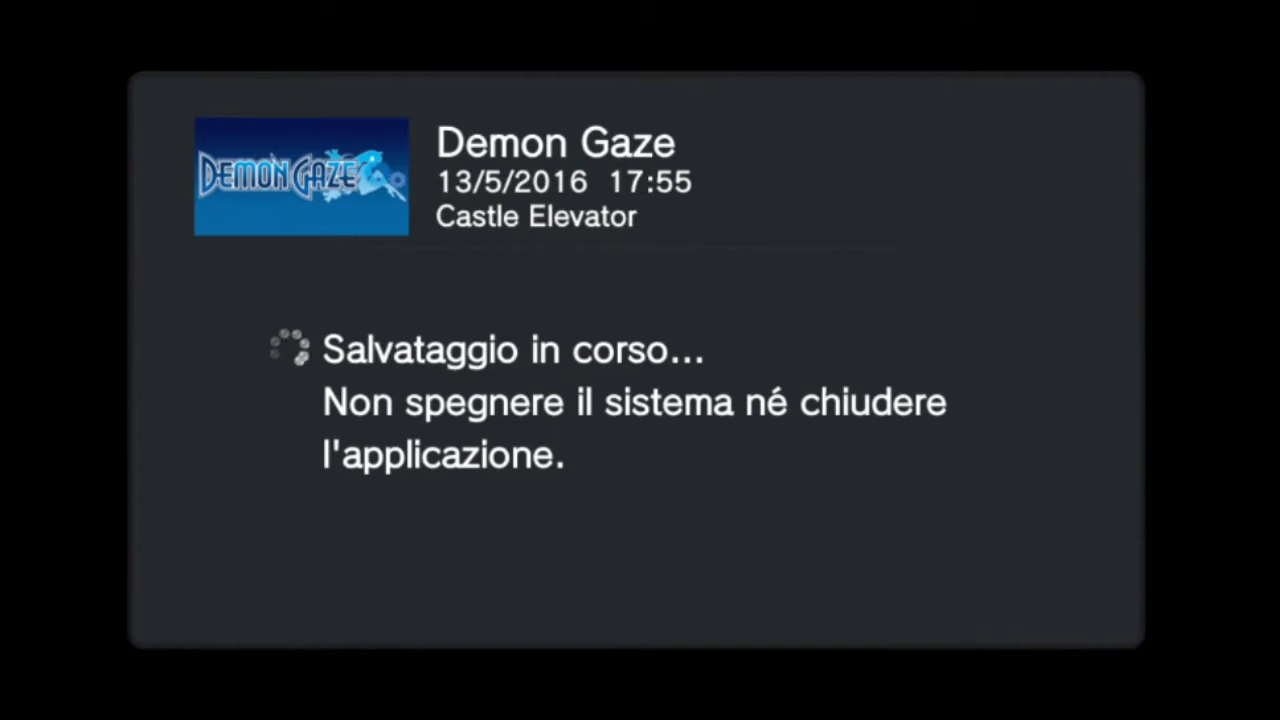 DEMON GAZE
Demon Gaze
13/5/2016 17:55
Castle Elevator
Salvataggio in corso...
Non spegnere il sistema né chiudere
l'applicazione.